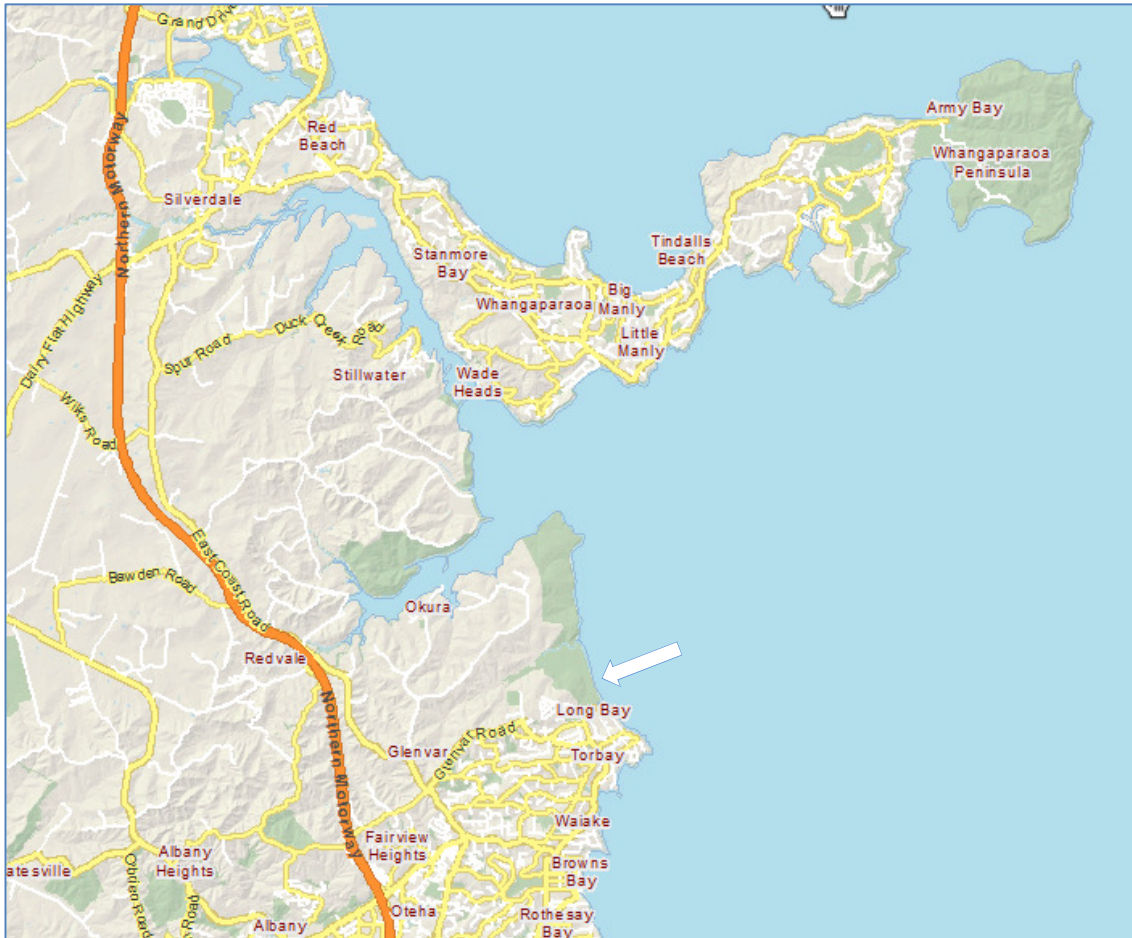 Grand Drive
Army Bay
Red
Beach
Whangaparaoa
Peninsula
Northern Motorway
Silverdale
Tindalls
Beach
Stanmore
Bay
Big
Manly
Whangaparaoa
Dairy Flat Highway
Duck Creek Road
Little
Manly
Spur Road
Stillwater
Wade
Heads
Wilks Road
East Coast Road
Bawden Road
Okura
Redvale
Northern Motorway
Long Bay
Glenvar Road
Glenvar
Torbay
Waiake
Fairview
Heights
Albany
Heights
Browns
Bay
atesville
O'brien Road
Road
Oteha
Albany
Rothesay
Bay